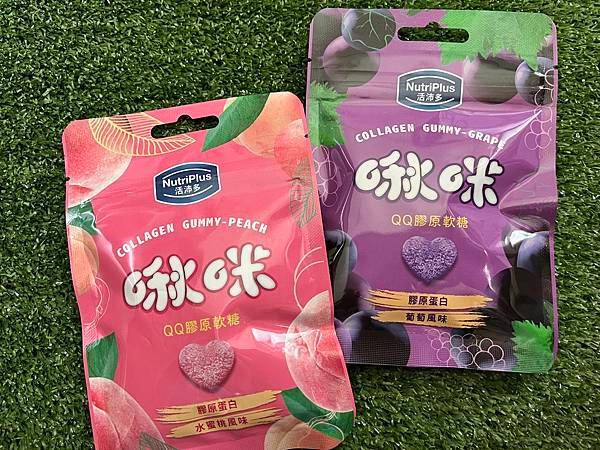 NutriPlus
活沛多
COLLAGEN GUMMY-PEACH
啾咪
QQ膠原軟糖
膠原蛋白
水蜜桃風味
NutriPlus
活沛多
COLLAGEN GUMMY-GRAPE
啾咪
QQ膠原軟糖
膠原蛋白
葡萄風味